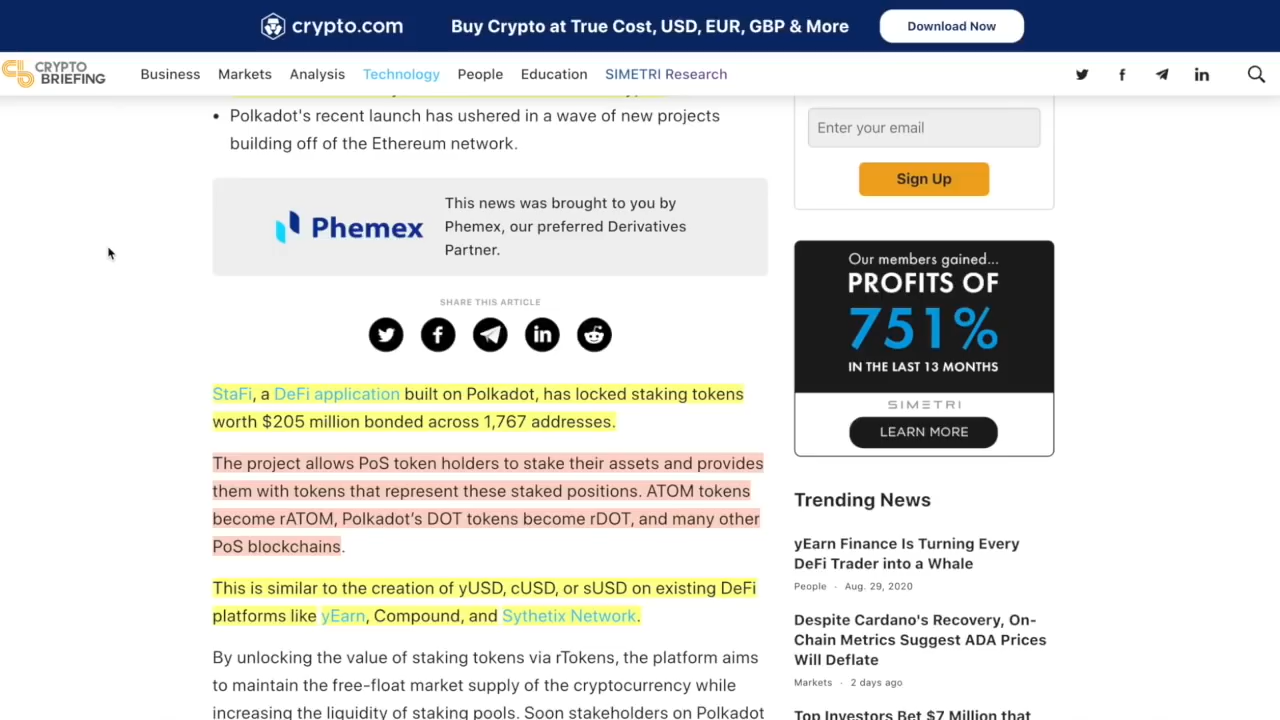 crypto.com
Buy Crypto at True Cost, USD, EUR, GBP & More
Download Now
CRYPTO
BRIEFING
Business
Markets
Analysis
Technology
People
Education
SIMETRI Research
• Polkadot's recent launch has ushered in a wave of new projects
building off of the Ethereum network.
Phemex
This news was brought to you by
Phemex, our preferred Derivatives
Partner.
SHARE THIS ARTICLE
StaFi, a DeFi application built on Polkadot, has locked staking tokens
worth $205 million bonded across 1,767 addresses.
The project allows PoS token holders to stake their assets and provides
them with tokens that represent these staked positions. ATOM tokens
become rATOM, Polkadot’s DOT tokens become rDOT, and many other
PoS blockchains.
This is similar to the creation of yUSD, cUSD, or sUSD on existing DeFi
platforms like yEarn, Compound, and Sythetix Network.
By unlocking the value of staking tokens via rTokens, the platform aims
to maintain the free-float market supply of the cryptocurrency while
increasing the liquidity of staking pools. Soon stakeholders on Polkadot
Enter your email
Sign Up
Our members gained...
PROFITS OF
751%
IN THE LAST 13 MONTHS
SIMETRI
LEARN MORE
Trending News
yEarn Finance Is Turning Every
DeFi Trader into a Whale
People · Aug. 29, 2020
Despite Cardano's Recovery, On-
Chain Metrics Suggest ADA Prices
Will Deflate
Markets · 2 days ago
Top Investors Bet $7 Million that